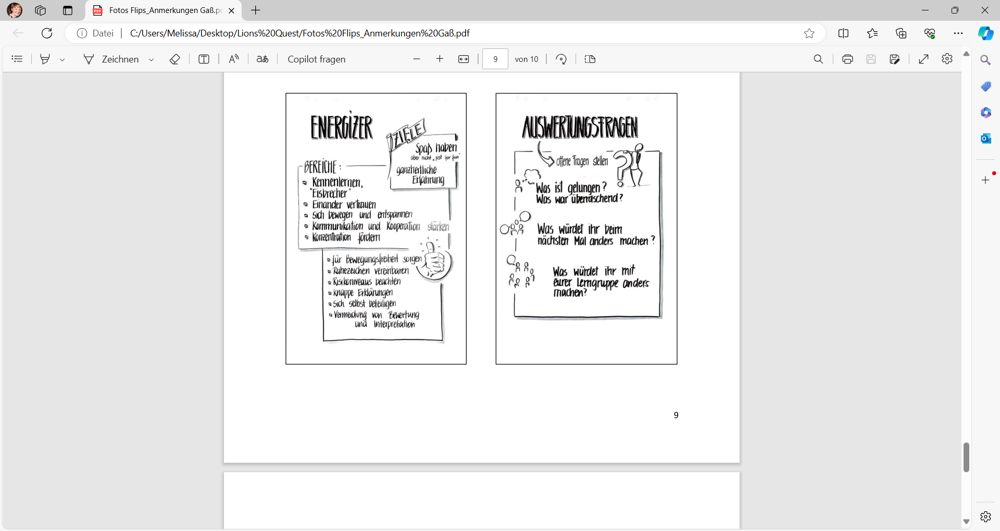 Fotos Flips_Anmerkungen Gaß.pd
Datei
C:/Users/Melissa/Desktop/Lions%20Quest/Fotos%20Flips_Anmerkungen%20Gaß.pdf
Zeichnen
Copilot fragen
9 von 10
ENERGIZER
ZIELE
Spaß haben
aber nicht „just for fun"
ganzheitliche
Erfahrung
BEREICHE:
Kennenlernen,
"Eisbrecher"
Einander vertrauen
sich bewegen und entspannen
Kommunikation und Kooperation stärken
Konzentration fördern
für Bewegungsfreiheit sorgen
Ruhezeichen vereinbaren
Risikoniveaus beachten
knappe Erklärungen
sich selbst beteiligen
Vermeidung von Bewertung
und Interpretation
AUSWERTUNGSFRAGEN
offene Fragen stellen
Was ist gelungen?
Was war überraschend?
Was würdet ihr beim
nächsten Mal anders machen?
Was würdet ihr mit
eurer Lerngruppe anders
machen?
9